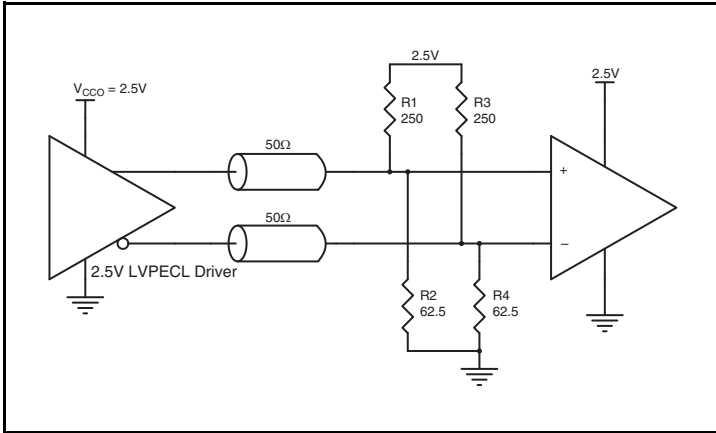 2.5V
V_CCO = 2.5V
2.5V
R1
250
R3
250
50Ω
+
50Ω
−
2.5V LVPECL Driver
R2
62.5
R4
62.5